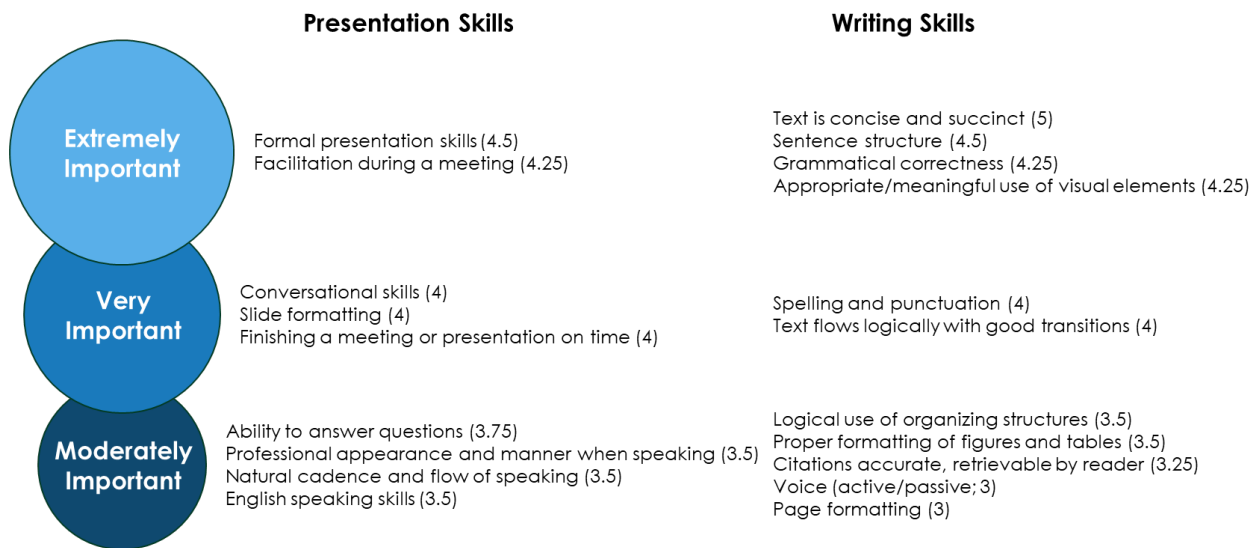 Presentation Skills
Writing Skills
Extremely
Important
Formal presentation skills (4.5)
Facilitation during a meeting (4.25)
Text is concise and succinct (5)
Sentence structure (4.5)
Grammatical correctness (4.25)
Appropriate/meaningful use of visual elements (4.25)
Very
Important
Conversational skills (4)
Slide formatting (4)
Finishing a meeting or presentation on time (4)
Spelling and punctuation (4)
Text flows logically with good transitions (4)
Moderately
Important
Ability to answer questions (3.75)
Professional appearance and manner when speaking (3.5)
Natural cadence and flow of speaking (3.5)
English speaking skills (3.5)
Logical use of organizing structures (3.5)
Proper formatting of figures and tables (3.5)
Citations accurate, retrievable by reader (3.25)
Voice (active/passive; 3)
Page formatting (3)